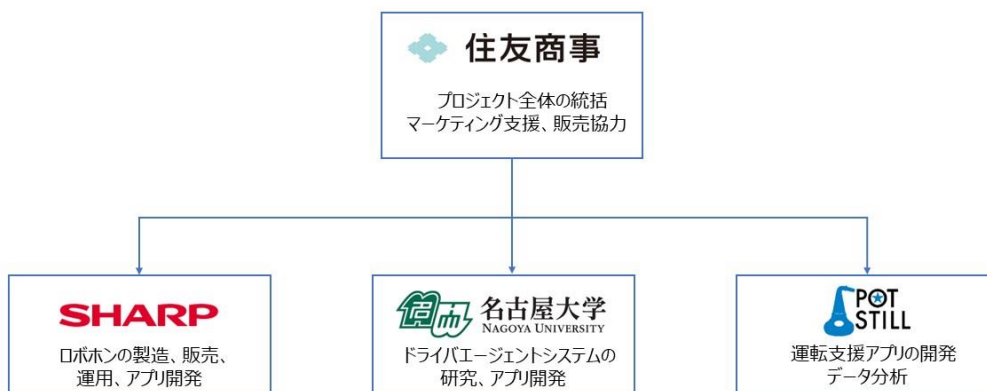 住友商事
プロジェクト全体の統括
マーケティング支援、販売協力
SHARP
ロボホンの製造、販売、
運用、アプリ開発
名大
名古屋大学
NAGOYA UNIVERSITY
ドライバエージェントシステムの
研究、アプリ開発
POT
STILL
運転支援アプリの開発
データ分析